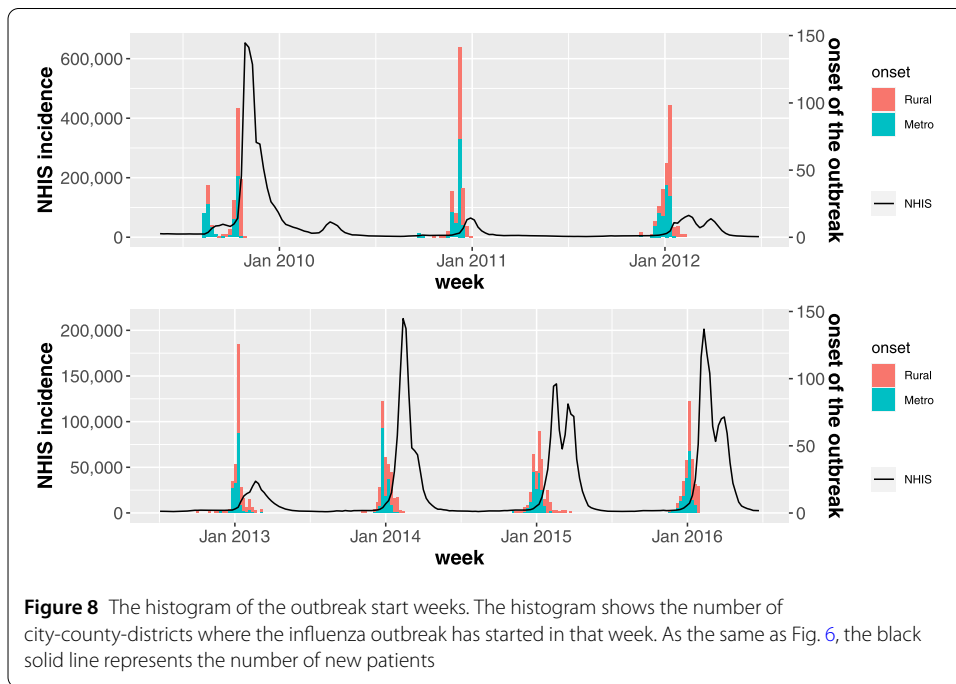 600,000
400,000
200,000
0
NHIS incidence
150
100
50
0
onset of the outbreak
Jan 2010
Jan 2011
Jan 2012
week
onset
Rural
Metro
NHIS
200,000
150,000
100,000
50,000
0
NHIS incidence
150
100
50
0
onset of the outbreak
Jan 2013
Jan 2014
Jan 2015
Jan 2016
week
onset
Rural
Metro
NHIS
Figure 8 The histogram of the outbreak start weeks. The histogram shows the number of
city-county-districts where the influenza outbreak has started in that week. As the same as Fig. 6, the black
solid line represents the number of new patients